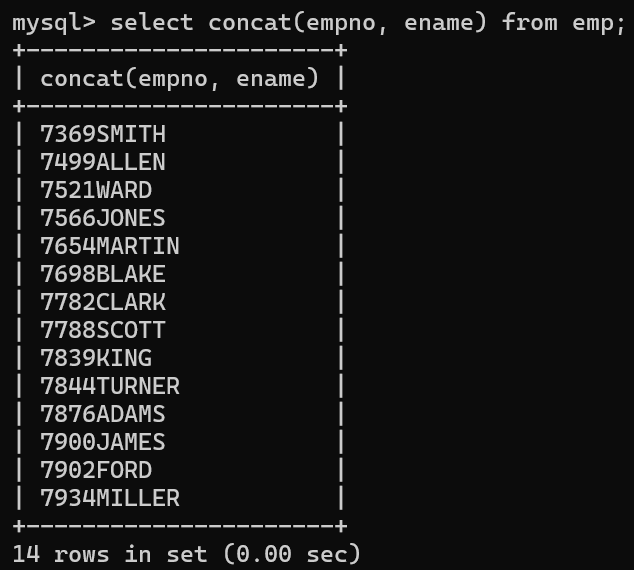 mysql> select concat(empno, ename) from emp;
+----------------------+
| concat(empno, ename) |
+----------------------+
| 7369SMITH            |
| 7499ALLEN            |
| 7521WARD             |
| 7566JONES            |
| 7654MARTIN           |
| 7698BLAKE            |
| 7782CLARK            |
| 7788SCOTT            |
| 7839KING             |
| 7844TURNER           |
| 7876ADAMS            |
| 7900JAMES            |
| 7902FORD             |
| 7934MILLER           |
+----------------------+
14 rows in set (0.00 sec)